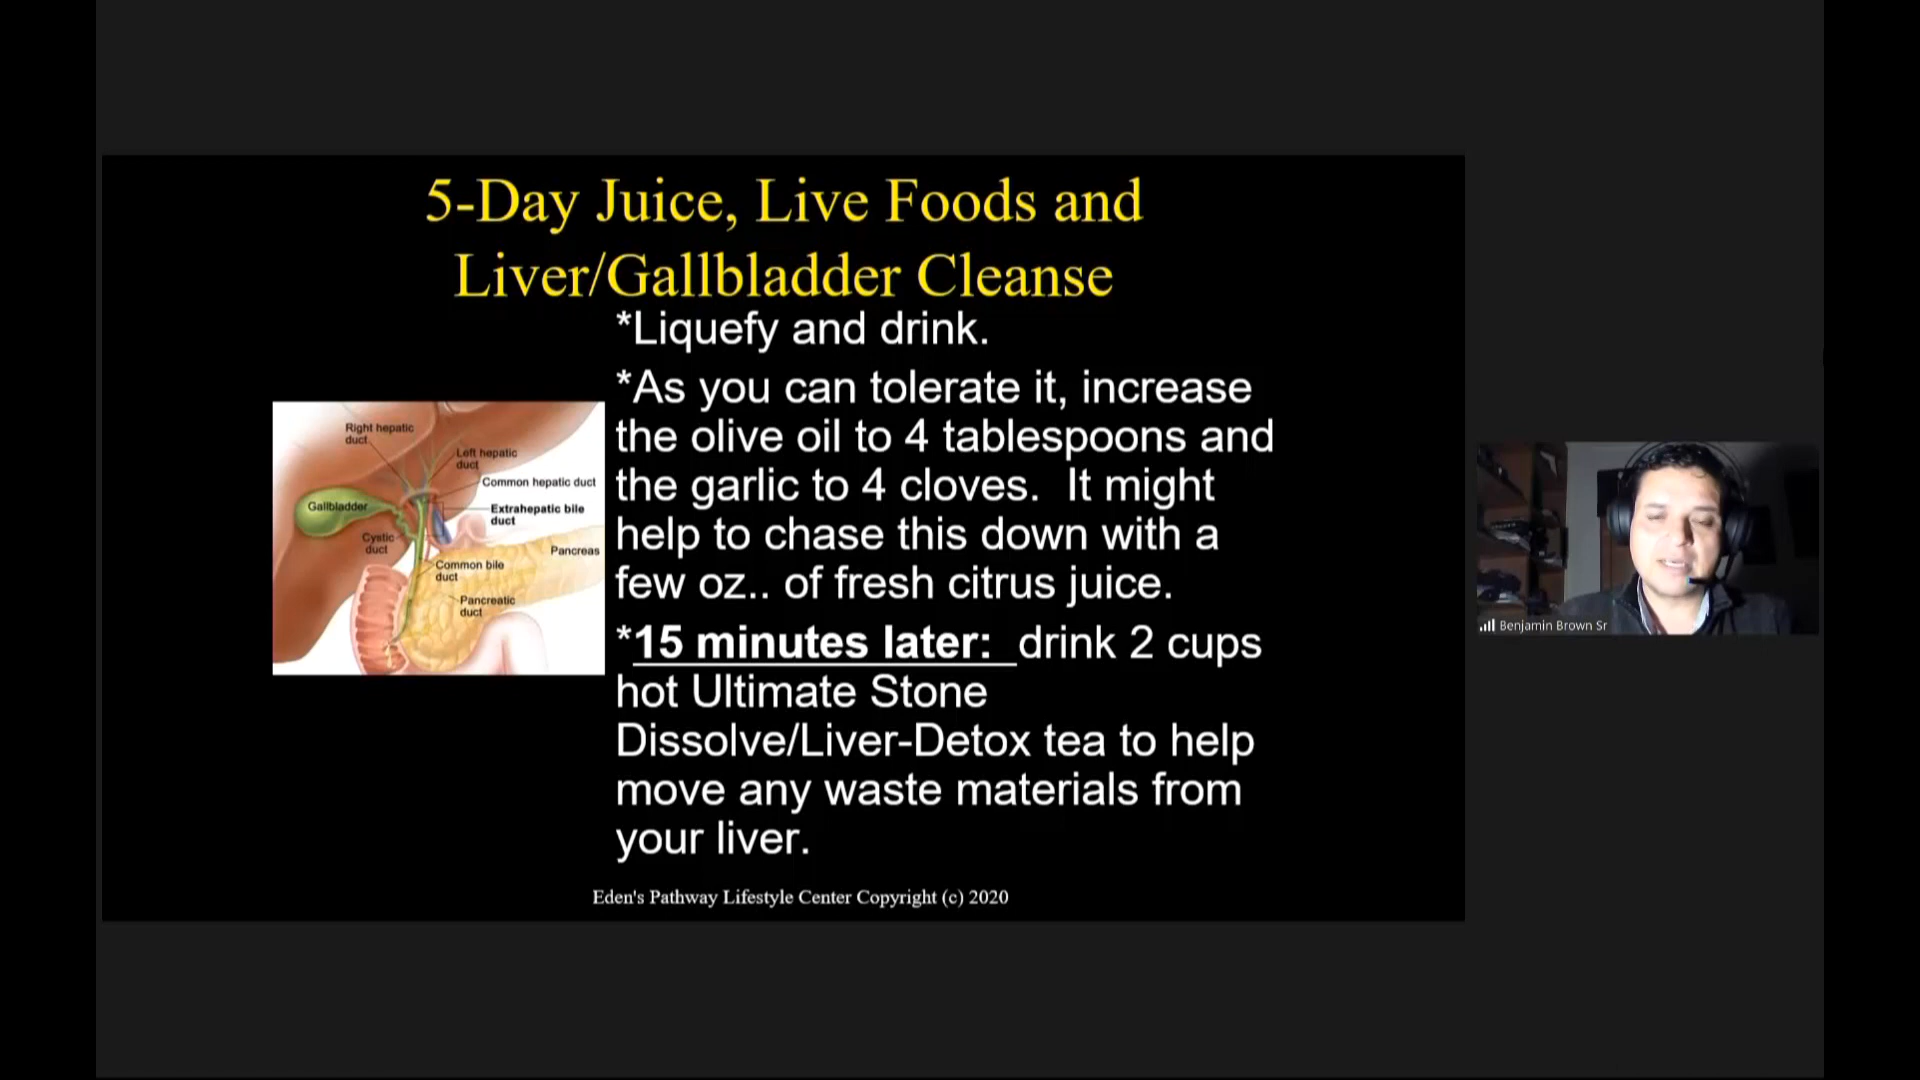 5-Day Juice, Live Foods and
Liver/Gallbladder Cleanse
*Liquefy and drink.
*As you can tolerate it, increase
the olive oil to 4 tablespoons and
the garlic to 4 cloves.  It might
help to chase this down with a
few oz.. of fresh citrus juice.
*15 minutes later:  drink 2 cups
hot Ultimate Stone
Dissolve/Liver-Detox tea to help
move any waste materials from
your liver.
Right hepatic
duct
Left hepatic
duct
Common hepatic duct
Gallbladder
Extrahepatic bile
duct
Cystic
duct
Pancreas
Common bile
duct
Pancreatic
duct
Eden's Pathway Lifestyle Center Copyright (c) 2020
Benjamin Brown Sr